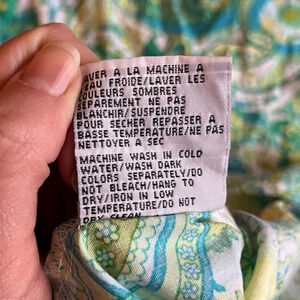 LAVER A LA MACHINE A
L'EAU FROIDE/LAVER LES
COULEURS SOMBRES
SEPAREMENT NE PAS
BLANCHIR/SUSPENDRE
POUR SECHER REPASSER A
BASSE TEMPERATURE/NE PAS
NETTOYER A SEC
MACHINE WASH IN COLD
WATER/WASH DARK
COLORS SEPARATELY/DO
NOT BLEACH/HANG TO
DRY/IRON IN LOW
TEMPERATURE/DO NOT
DRY CLEAN